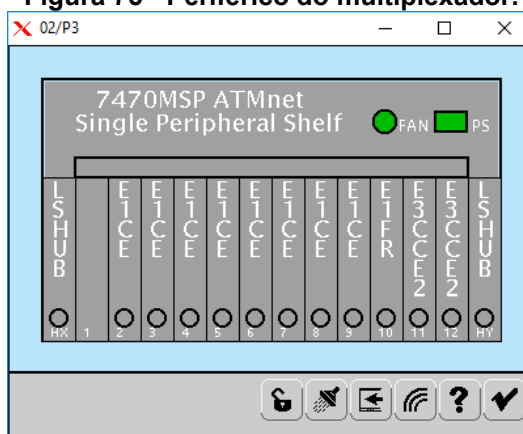 Figura 76 - Periférico do multiplexador.
02/P3
7470MSP ATMnet
Single Peripheral Shelf
FAN
PS
LSHUB
E1CE
E1CE
E1CE
E1CE
E1CE
E1CE
E1CE
E1CE
E1FR
E3CCE2
E3CCE2
LSHUB
HX 1 2 3 4 5 6 7 8 9 10 11 12 HY
?